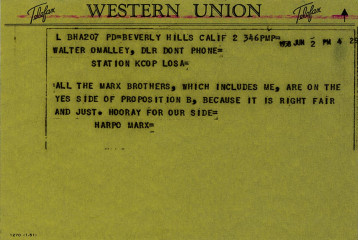 Telefax WESTERN UNION Telefax
L BHA207 PD=BEVERLY HILLS CALIF 2 346PMP= 1958 JUN 2 PM 4 25
WALTER OMALLEY, DLR DONT PHONE=
STATION KCOP LOSA=
ALL THE MARX BROTHERS, WHICH INCLUDES ME, ARE ON THE
YES SIDE OF PROPOSITION B, BECAUSE IT IS RIGHT FAIR
AND JUST. HOORAY FOR OUR SIDE=
HARPO MARX=